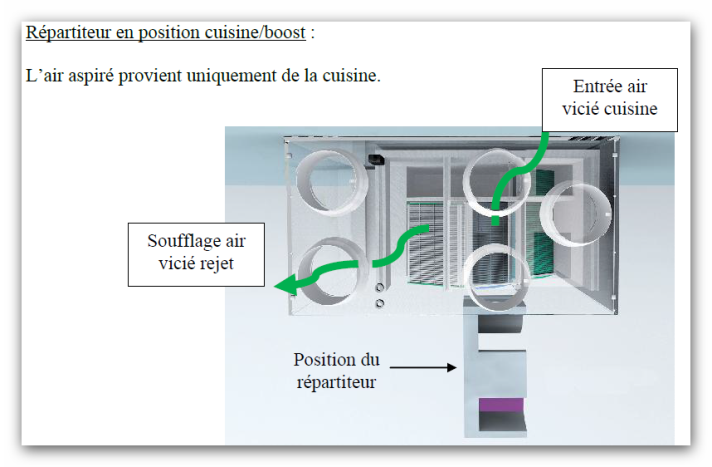 Répartiteur en position cuisine/boost :
L’air aspiré provient uniquement de la cuisine.
Entrée air
vicié cuisine
Soufflage air
vicié rejet
Position du
répartiteur